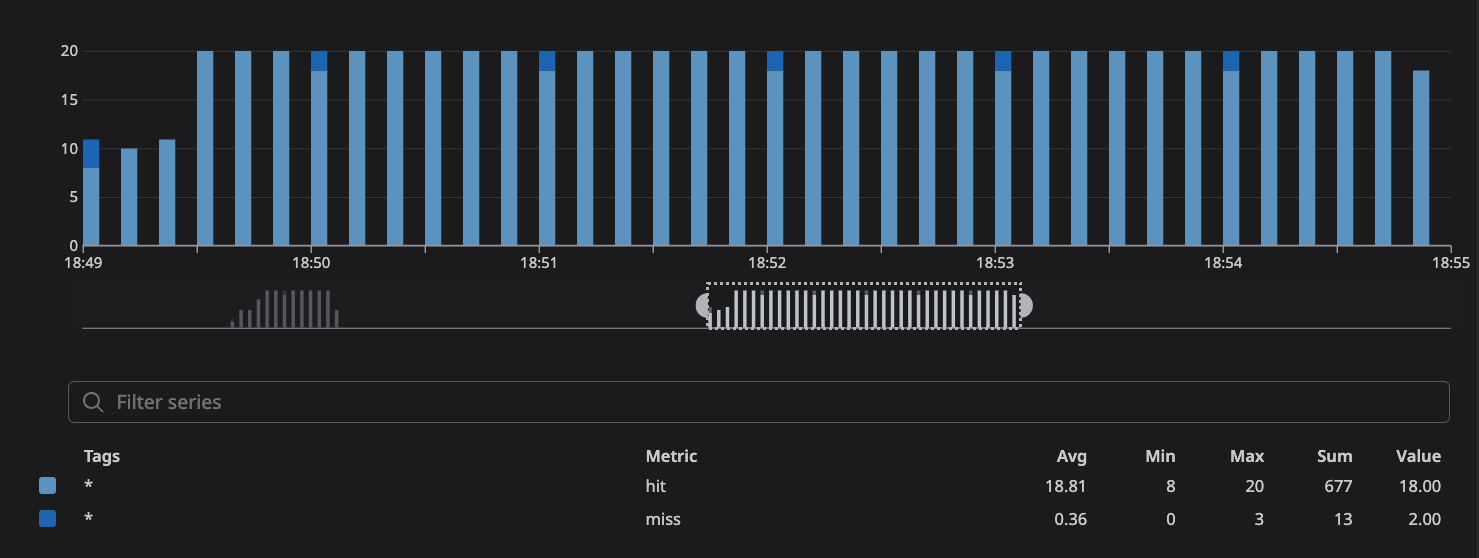 20
15
10
5
0
18:49 18:50 18:51 18:52 18:53 18:54 18:55
Filter series
Tags Metric Avg Min Max Sum Value
* hit 18.81 8 20 677 18.00
* miss 0.36 0 3 13 2.00